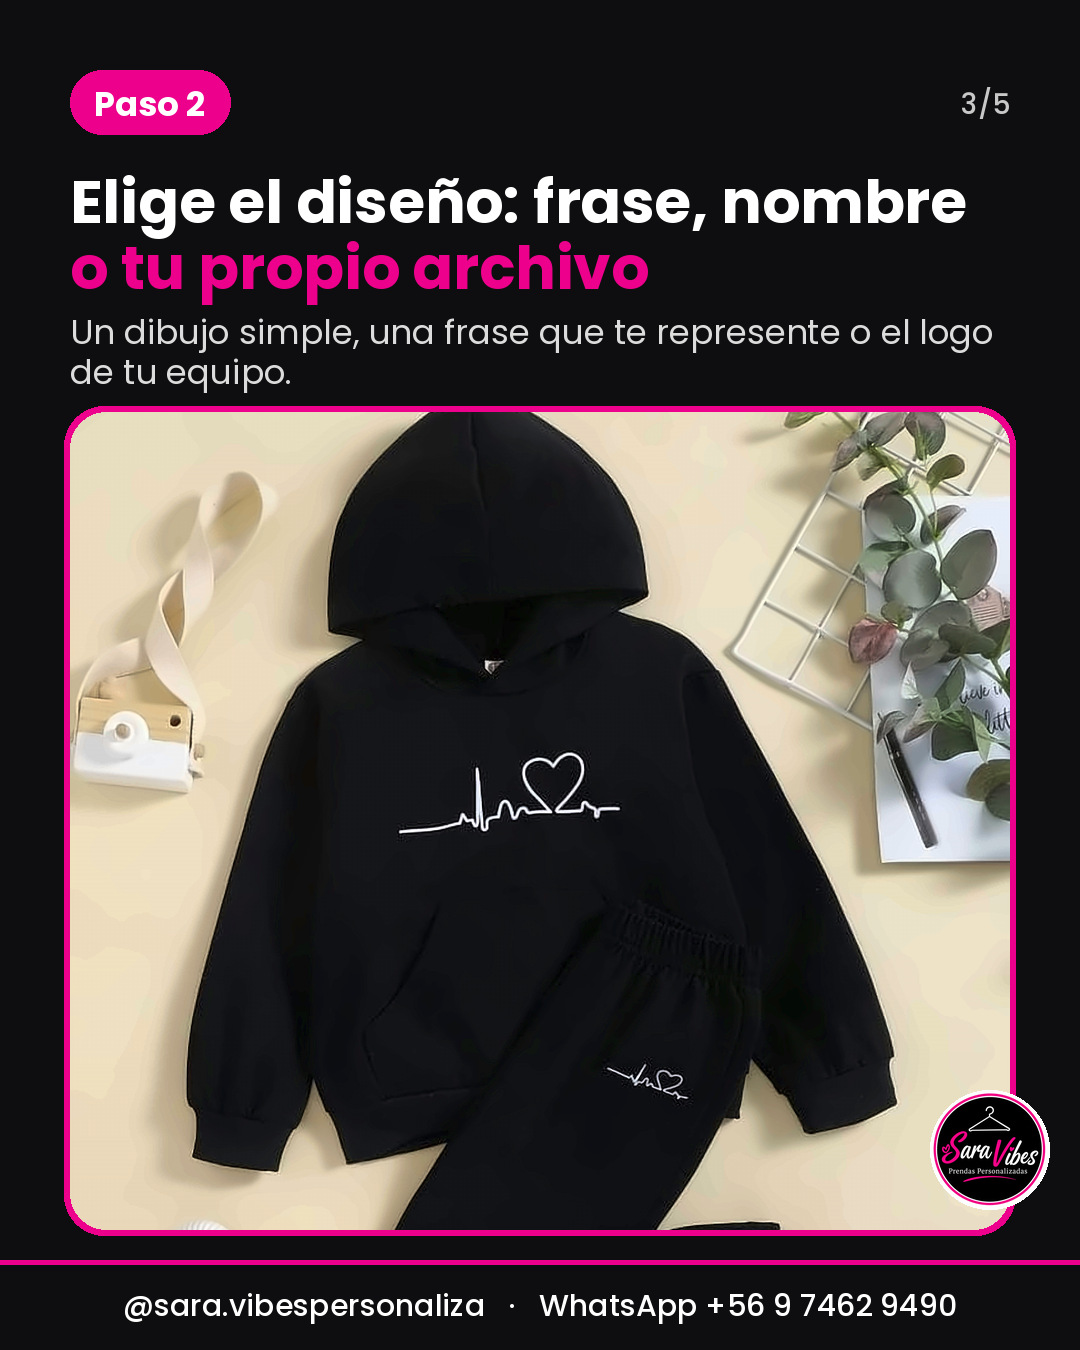 Paso 2
3/5
Elige el diseño: frase, nombre
o tu propio archivo
Un dibujo simple, una frase que te represente o el logo
de tu equipo.
Sara Vibes
Prendas Personalizadas
@sara.vibespersonaliza · WhatsApp +56 9 7462 9490